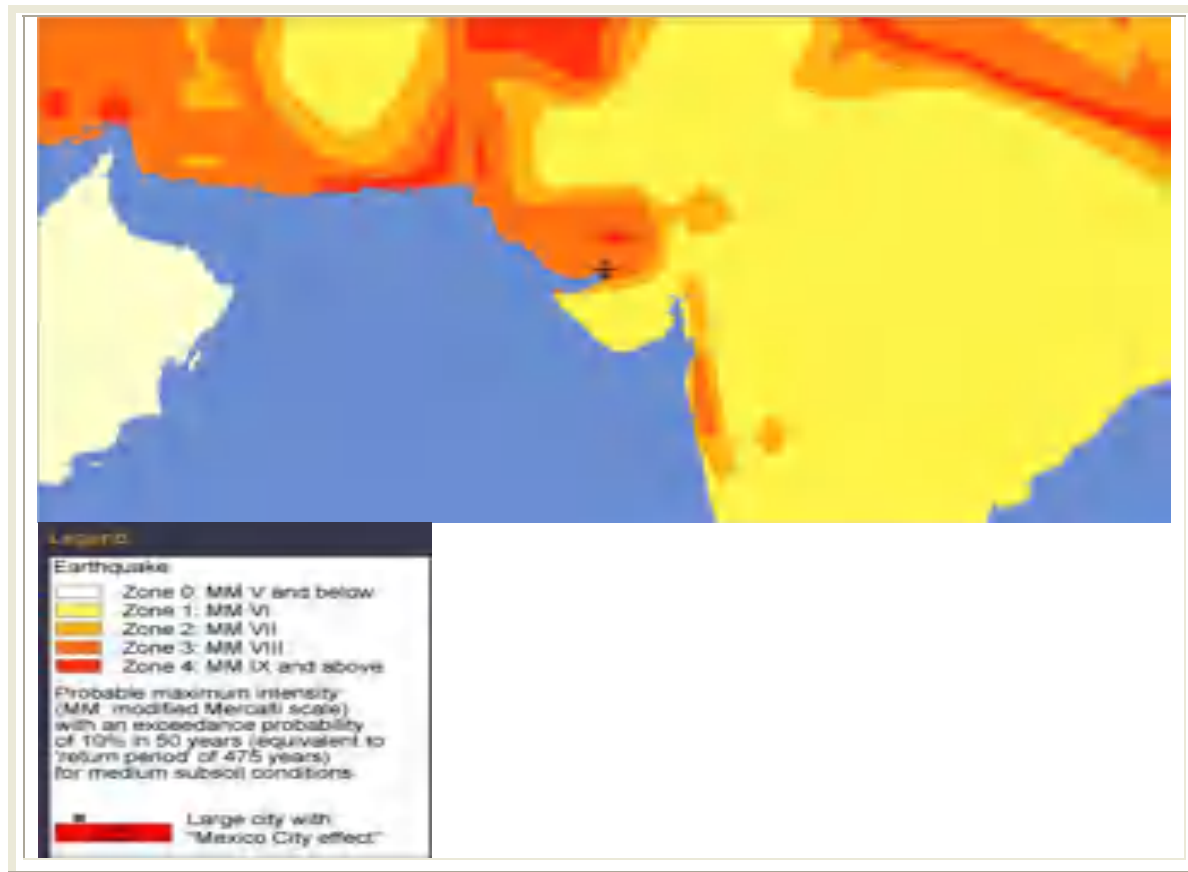 Legend:
Earthquake
Zone 0: MM V and below
Zone 1: MM VI
Zone 2: MM VII
Zone 3: MM VIII
Zone 4: MM IX and above
Probable maximum intensity
(MM: modified Mercalli scale)
with an exceedance probability
of 10% in 50 years (equivalent to
'return period' of 475 years)
for medium subsoil conditions
Large city with
"Mexico City effect"